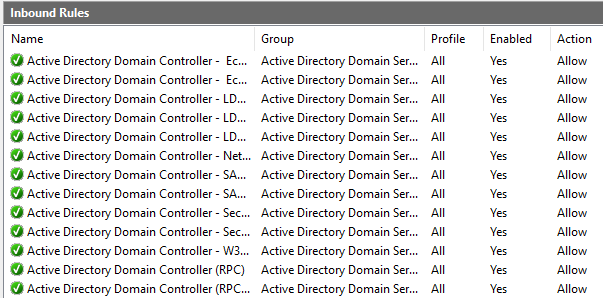 Inbound Rules
Name Group Profile Enabled Action
Active Directory Domain Controller -  Ec... Active Directory Domain Ser... All Yes Allow
Active Directory Domain Controller -  Ec... Active Directory Domain Ser... All Yes Allow
Active Directory Domain Controller - LD... Active Directory Domain Ser... All Yes Allow
Active Directory Domain Controller - LD... Active Directory Domain Ser... All Yes Allow
Active Directory Domain Controller - LD... Active Directory Domain Ser... All Yes Allow
Active Directory Domain Controller - Net... Active Directory Domain Ser... All Yes Allow
Active Directory Domain Controller - SA... Active Directory Domain Ser... All Yes Allow
Active Directory Domain Controller - SA... Active Directory Domain Ser... All Yes Allow
Active Directory Domain Controller - Sec... Active Directory Domain Ser... All Yes Allow
Active Directory Domain Controller - Sec... Active Directory Domain Ser... All Yes Allow
Active Directory Domain Controller - W3... Active Directory Domain Ser... All Yes Allow
Active Directory Domain Controller (RPC) Active Directory Domain Ser... All Yes Allow
Active Directory Domain Controller (RPC... Active Directory Domain Ser... All Yes Allow